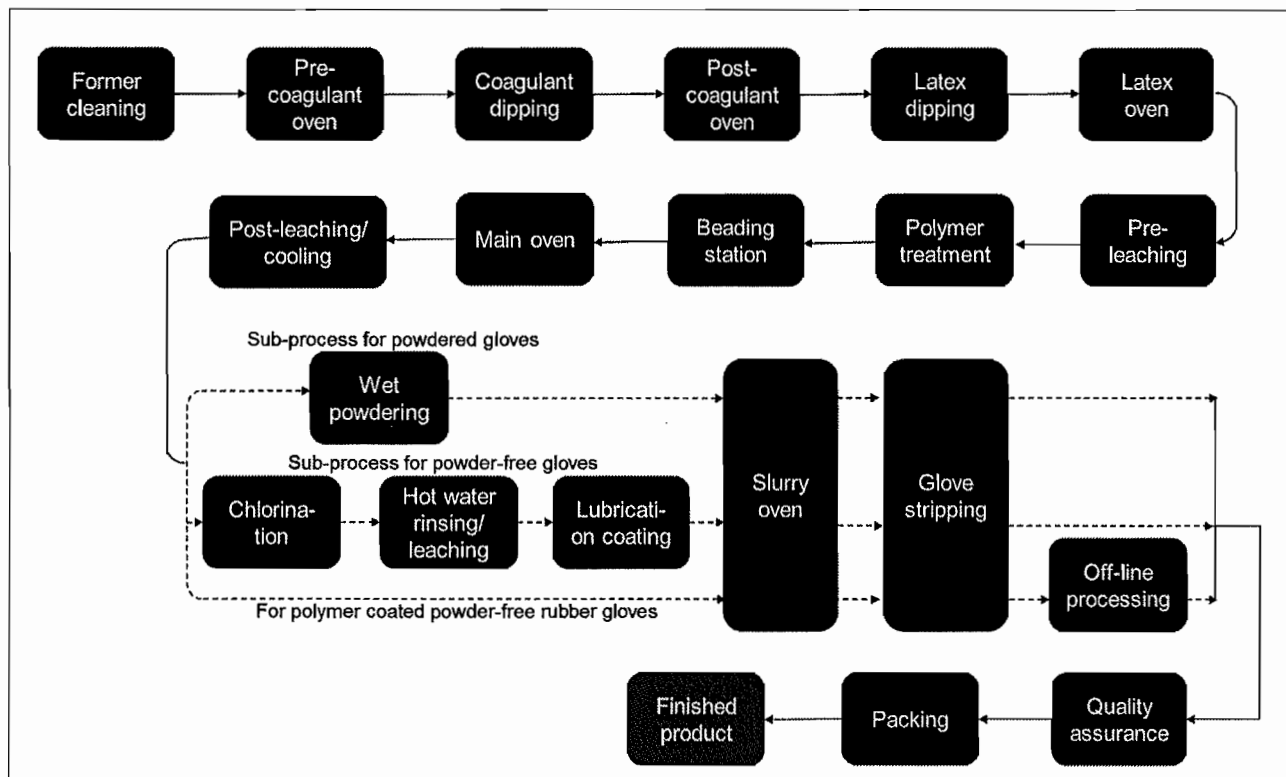 Former
cleaning
Pre-
coagulant
oven
Coagulant
dipping
Post-
coagulant
oven
Latex
dipping
Latex
oven
Post-leaching/
cooling
Main oven
Beading
station
Polymer
treatment
Pre-
leaching
Sub-process for powdered gloves
Wet
powdering
Sub-process for powder-free gloves
Chlorina-
tion
Hot water
rinsing/
leaching
Lubricati-
on coating
Slurry
oven
Glove
stripping
Off-line
processing
For polymer coated powder-free rubber gloves
Finished
product
Packing
Quality
assurance